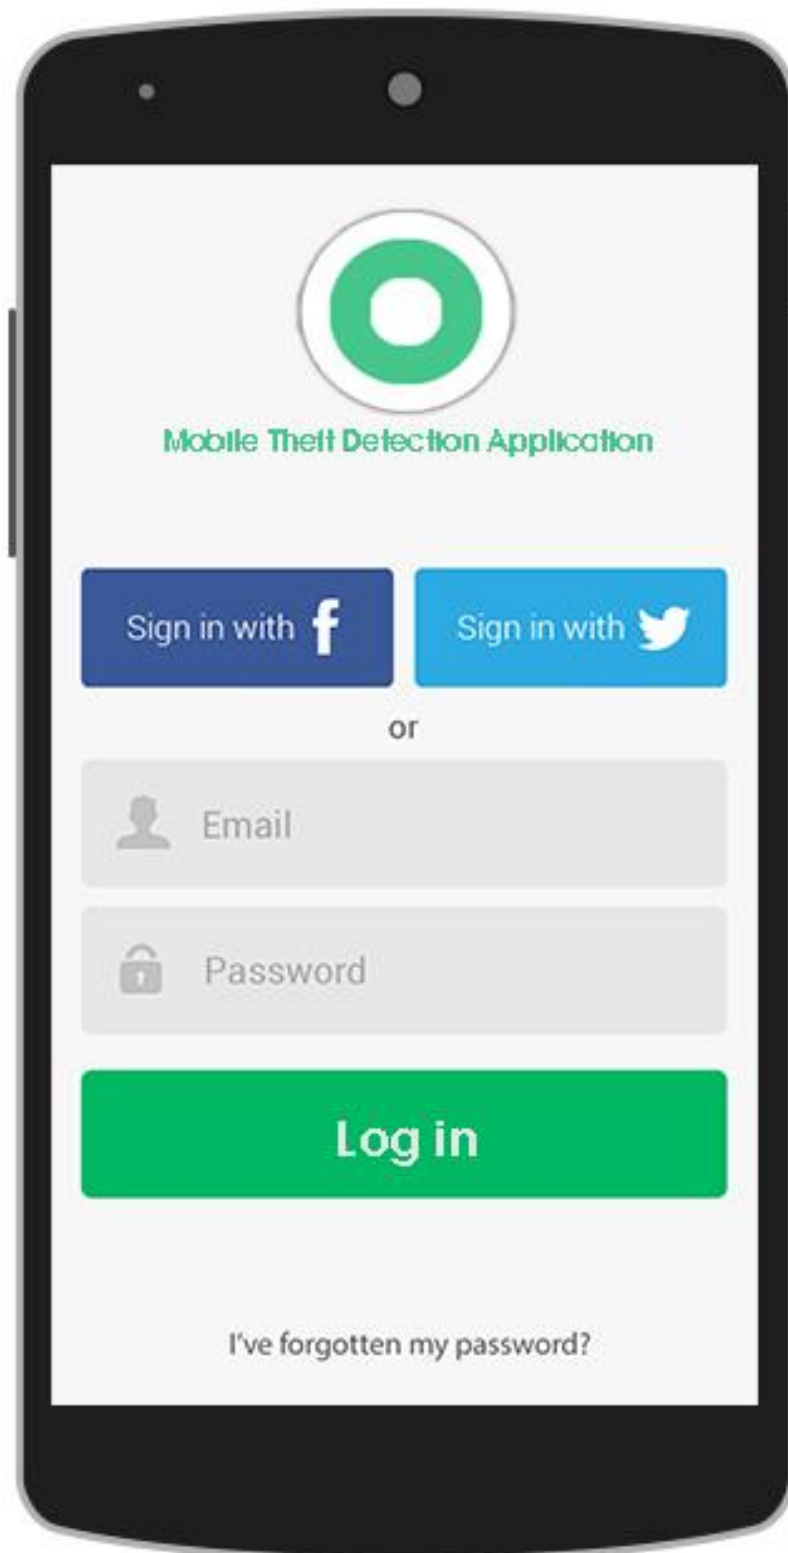 Mobile Theft Detection Application
Sign in with f
Sign in with
or
Email
Password
Log in
I've forgotten my password?